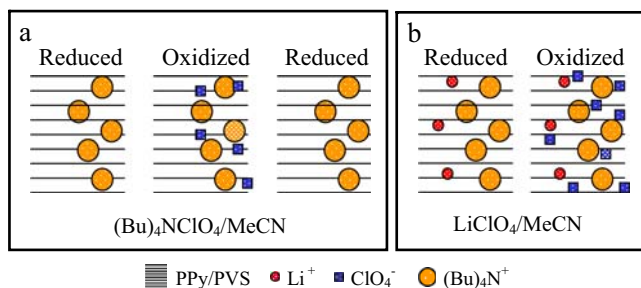 a
Reduced Oxidized Reduced
(Bu)₄NClO₄/MeCN
b
Reduced Oxidized
LiClO₄/MeCN
PPy/PVS Li⁺ ClO₄⁻ (Bu)₄N⁺